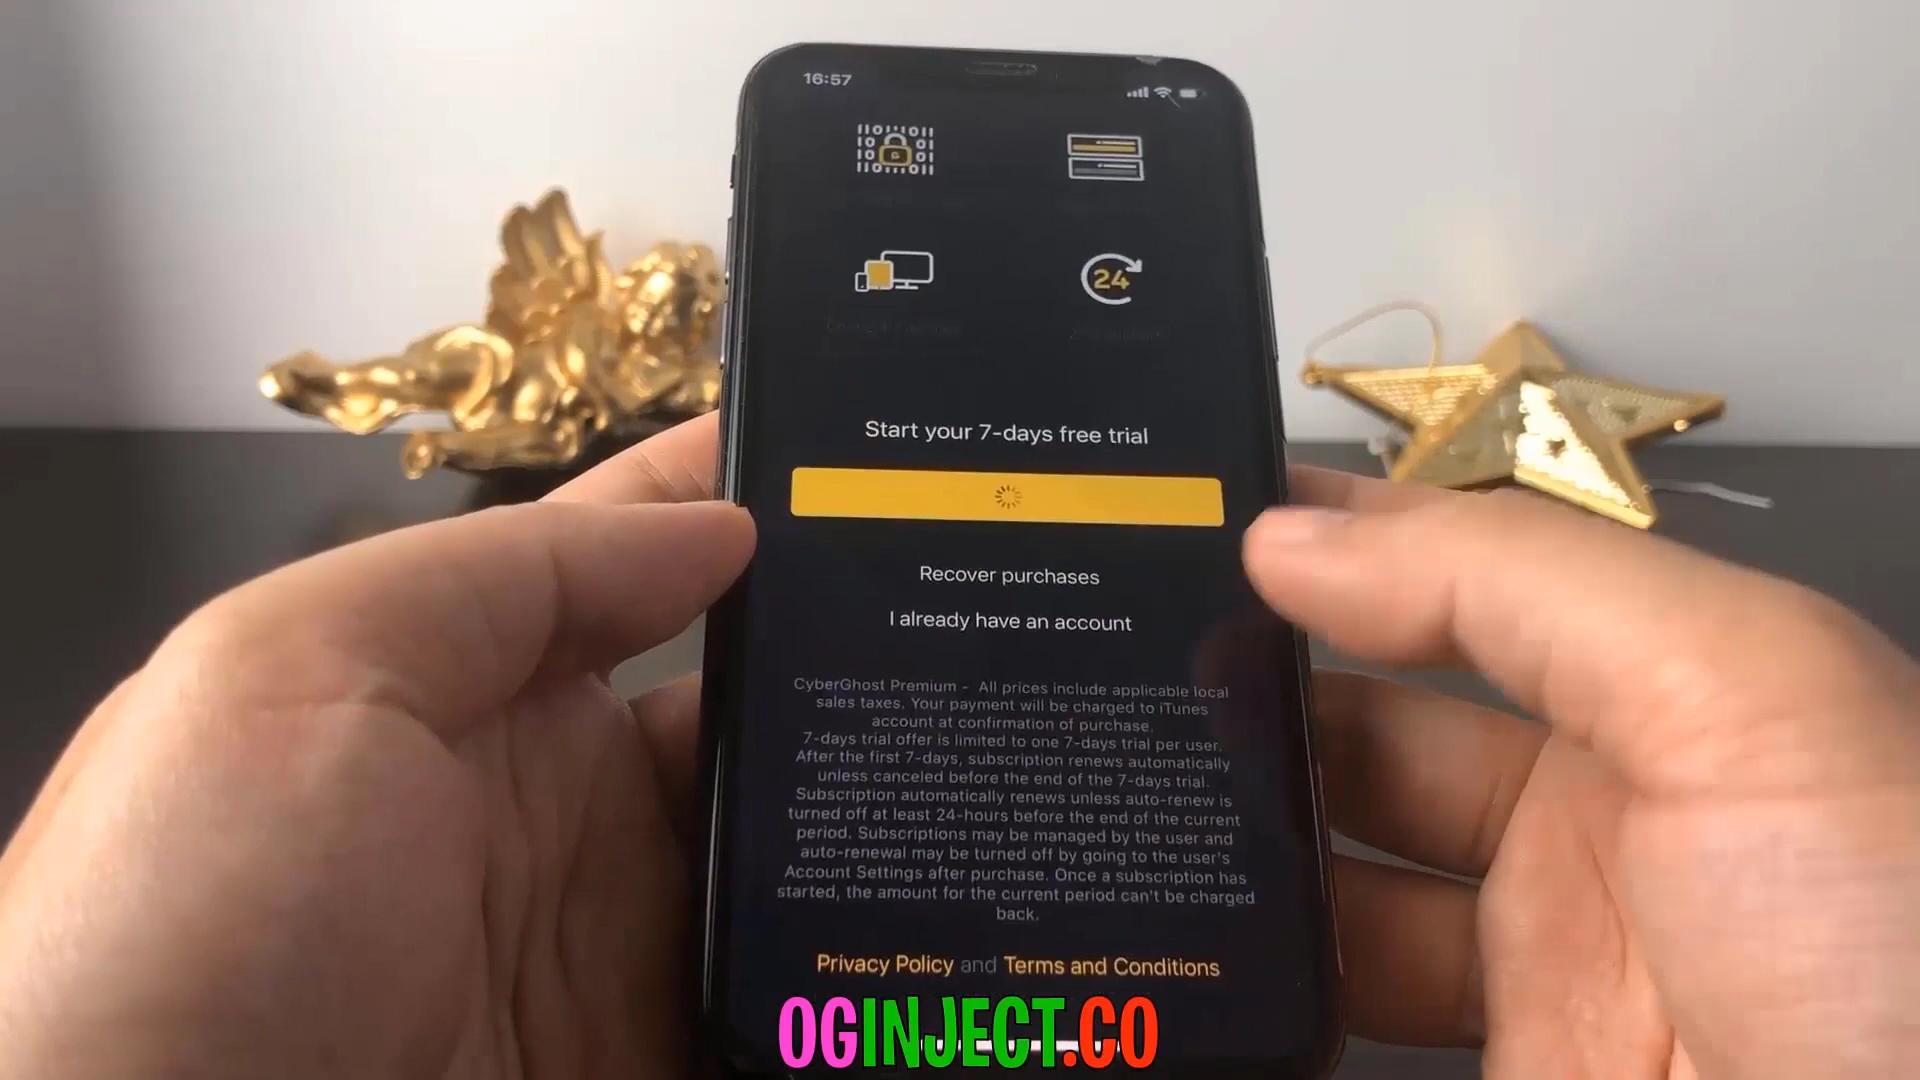 16:57
24
Start your 7-days free trial
Recover purchases
I already have an account
CyberGhost Premium - All prices include applicable local
sales taxes. Your payment will be charged to iTunes
account at confirmation of purchase.
7-days trial offer is limited to one 7-days trial per user.
After the first 7-days, subscription renews automatically
unless canceled before the end of the 7-days trial.
Subscription automatically renews unless auto-renew is
turned off at least 24-hours before the end of the current
period. Subscriptions may be managed by the user and
auto-renewal may be turned off by going to the user's
Account Settings after purchase. Once a subscription has
started, the amount for the current period can't be charged
back.
Privacy Policy and Terms and Conditions
OGINJECT.CO